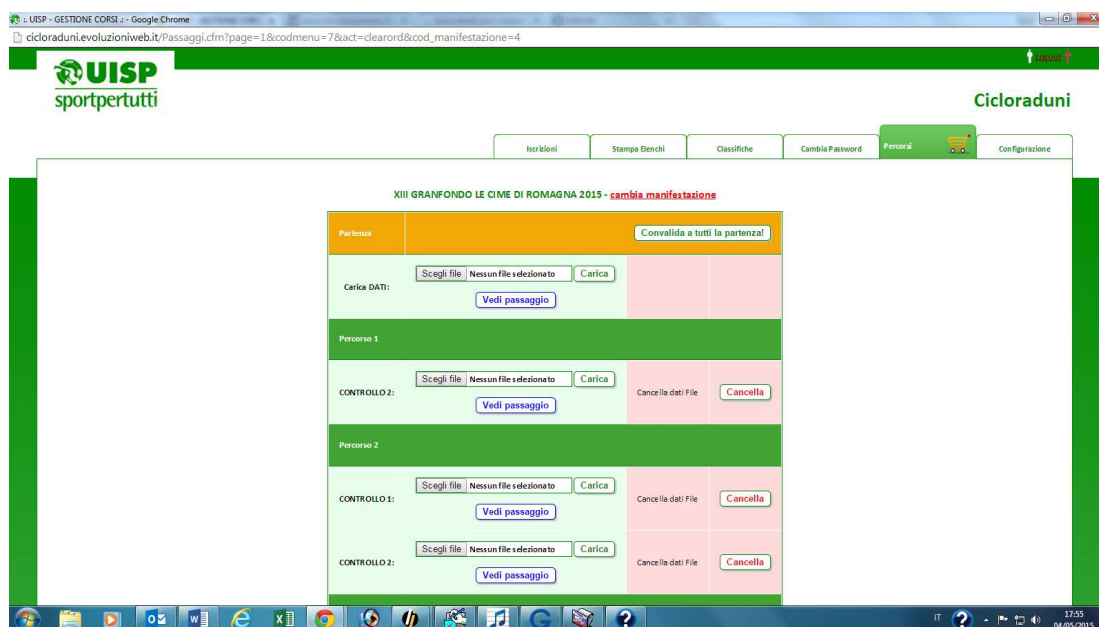 :. UISP - GESTIONE CORSI .: - Google Chrome
cicloraduni.evoluzioniweb.it/Passaggi.cfm?page=1&codmenu=7&act=clearord&cod_manifestazione=4
Logout
UISP
sportpertutti
Cicloraduni
Iscrizioni Stampa Elenchi Classifiche Cambia Password Percorsi Configurazione
XIII GRANFONDO LE CIME DI ROMAGNA 2015 - cambia manifestazione
Partenza Convalida a tutti la partenza!
Carica DATI: Scegli file Nessun file selezionato Carica
Vedi passaggio
Percorso 1
CONTROLLO 2: Scegli file Nessun file selezionato Carica Cancella dati File Cancella
Vedi passaggio
Percorso 2
CONTROLLO 1: Scegli file Nessun file selezionato Carica Cancella dati File Cancella
Vedi passaggio
CONTROLLO 2: Scegli file Nessun file selezionato Carica Cancella dati File Cancella
Vedi passaggio
IT 17:55
04/05/2015